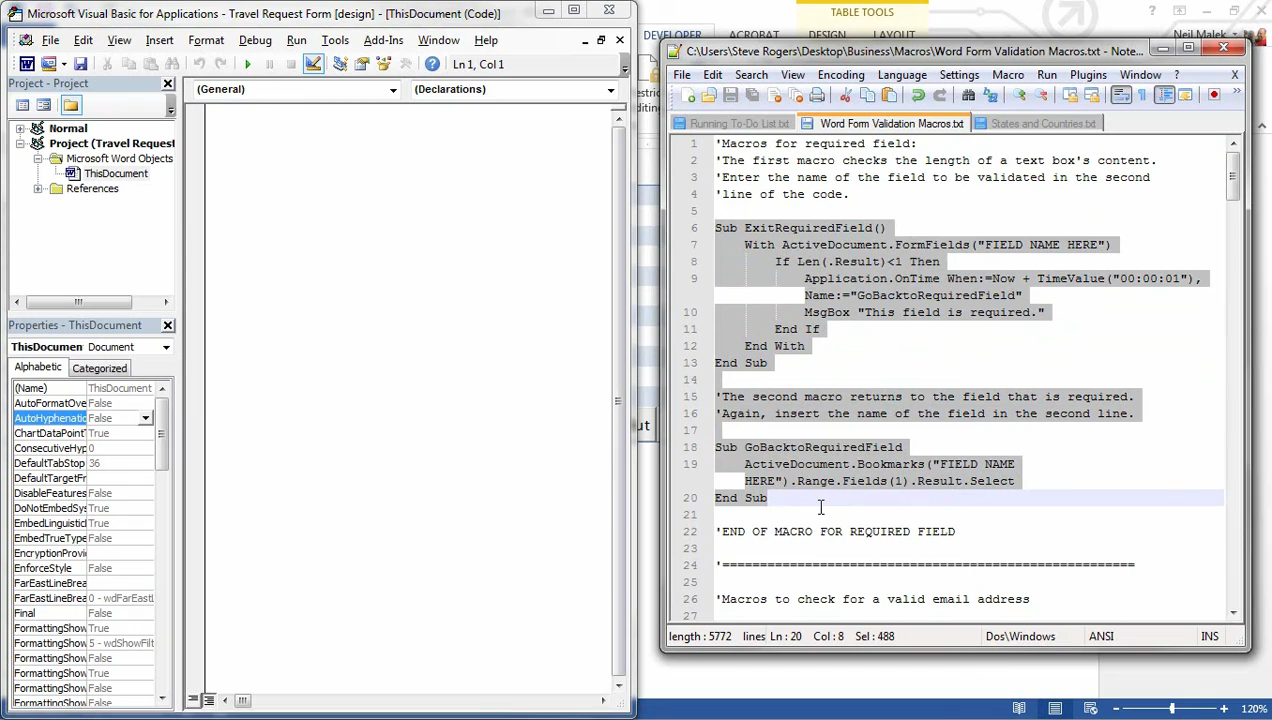 Microsoft Visual Basic for Applications - Travel Request Form [design] - [ThisDocument (Code)]
File Edit View Insert Format Debug Run Tools Add-Ins Window Help
Ln 1, Col 1
Project - Project
(General)
(Declarations)
Normal
Project (Travel Request
Microsoft Word Objects
ThisDocument
References
Properties - ThisDocument
ThisDocumen Document
Alphabetic Categorized
(Name) ThisDocument
AutoFormatOve False
AutoHyphenatic False
ChartDataPoint True
ConsecutiveHyp 0
DefaultTabStop 36
DefaultTargetFr
DisableFeatures False
DoNotEmbedSys True
EmbedLinguistic True
EmbedTrueType False
EncryptionProvi
EnforceStyle False
FarEastLineBrea
FarEastLineBrea 0 - wdFarEastL
Final False
FormattingShow True
FormattingShow 5 - wdShowFilt
FormattingShow False
FormattingShow True
FormattingShow False
FormattingShow False
TABLE TOOLS
DEVELOPER DESIGN LAYOUT
Neil Malek
C:\Users\Steve Rogers\Desktop\Business\Macros\Word Form Validation Macros.txt - Note...
File Edit Search View Encoding Language Settings Macro Run Plugins Window ? X
Running To-Do List.txt Word Form Validation Macros.txt States and Countries.txt
1 'Macros for required field:
2 'The first macro checks the length of a text box's content.
3 'Enter the name of the field to be validated in the second
4 'line of the code.
5
6 Sub ExitRequiredField()
7 With ActiveDocument.FormFields("FIELD NAME HERE")
8 If Len(.Result)<1 Then
9 Application.OnTime When:=Now + TimeValue("00:00:01"),
Name:="GoBacktoRequiredField"
10 MsgBox "This field is required."
11 End If
12 End With
13 End Sub
14
15 'The second macro returns to the field that is required.
16 'Again, insert the name of the field in the second line.
17
18 Sub GoBacktoRequiredField
19 ActiveDocument.Bookmarks("FIELD NAME
HERE").Range.Fields(1).Result.Select
20 End Sub
21
22 'END OF MACRO FOR REQUIRED FIELD
23
24 '=======================================================
25
26 'Macros to check for a valid email address
27
length : 5772 lines Ln : 20 Col : 8 Sel : 488 Dos\Windows ANSI INS
120%